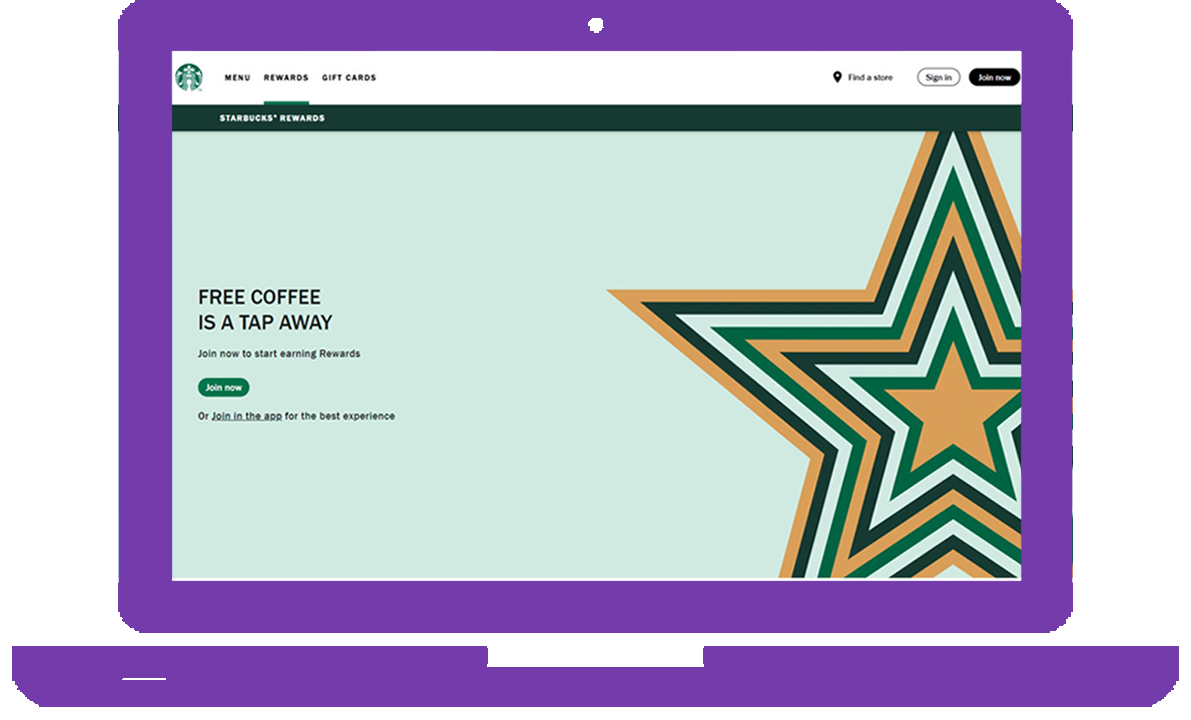 MENU REWARDS GIFT CARDS Find a store Sign in Join now
STARBUCKS® REWARDS
FREE COFFEE
IS A TAP AWAY
Join now to start earning Rewards
Join now
Or Join in the app for the best experience